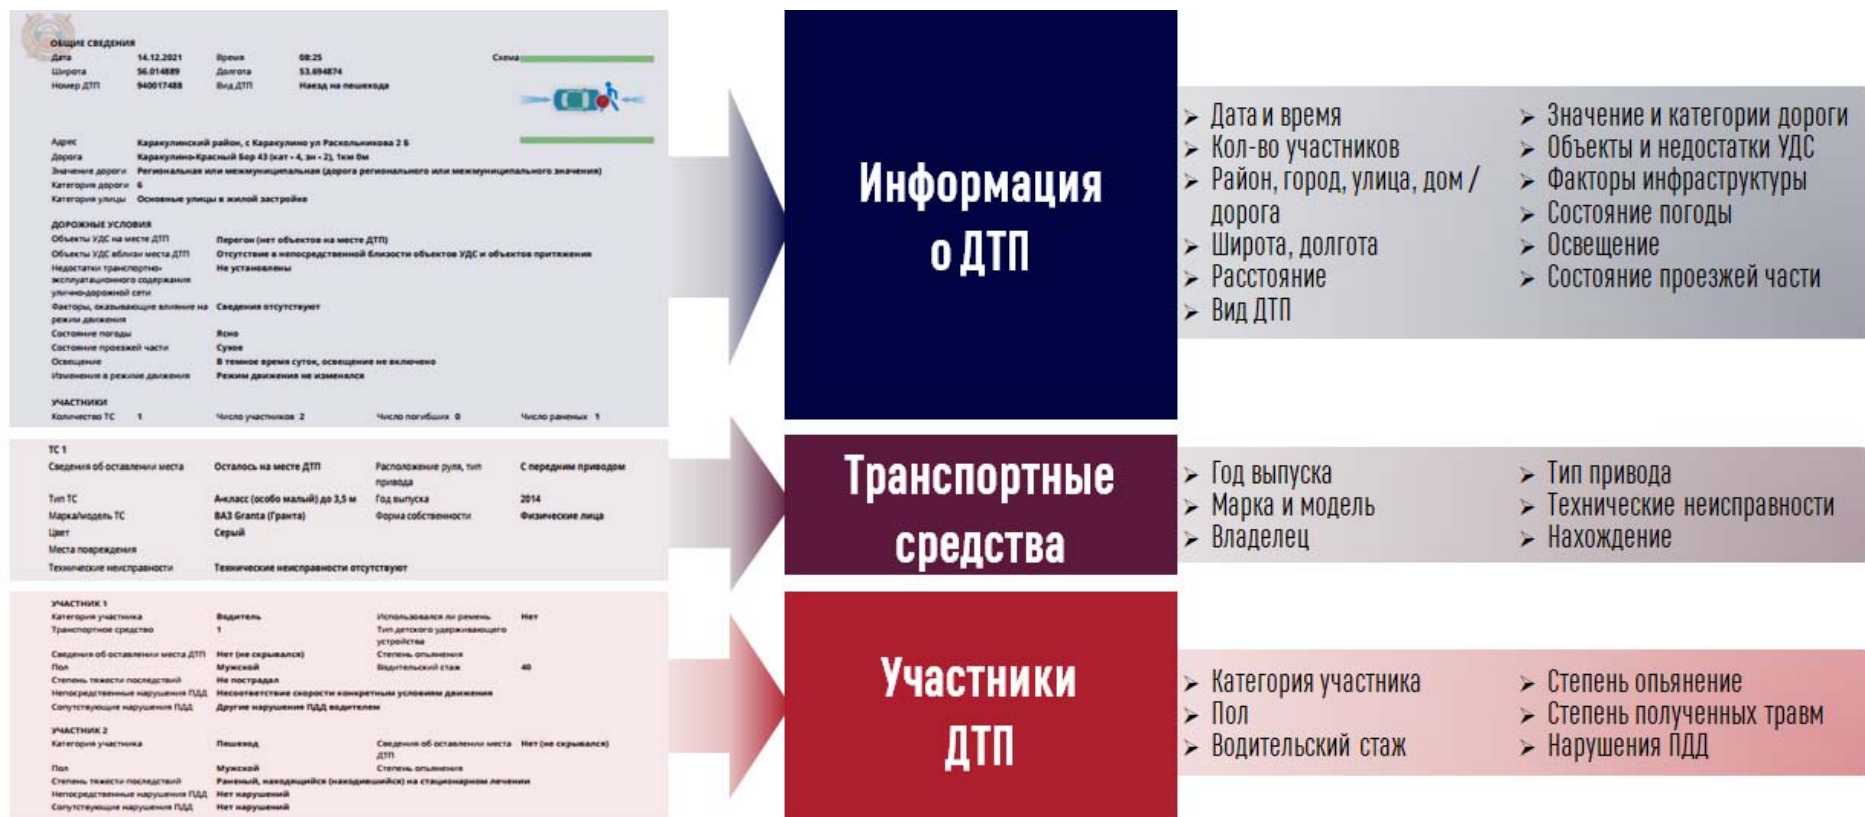 ОБЩИЕ СВЕДЕНИЯ
Дата 14.12.2021 Время 08:25 Схема
Широта 56.014889 Долгота 53.694874
Номер ДТП 940017488 Вид ДТП Наезд на пешехода
Адрес Каракулинский район, с Каракулино ул Раскольникова 2 Б
Дорога Каракулино-Красный Бор 43 (кат - 4, зн - 2), 1км 0м
Значение дороги Региональная или межмуниципальная (дорога регионального или межмуниципального значения)
Категория дороги 6
Категория улицы Основные улицы в жилой застройке
ДОРОЖНЫЕ УСЛОВИЯ
Объекты УДС на месте ДТП Перегон (нет объектов на месте ДТП)
Объекты УДС вблизи места ДТП Отсутствие в непосредственной близости объектов УДС и объектов притяжения
Недостатки транспортно- Не установлены
эксплуатационного содержания
улично-дорожной сети
Факторы, оказывающие влияние на Сведения отсутствуют
режим движения
Состояние погоды Ясно
Состояние проезжей части Сухое
Освещение В темное время суток, освещение не включено
Изменения в режиме движения Режим движения не изменялся
УЧАСТНИКИ
Количество ТС 1 Число участников 2 Число погибших 0 Число раненых 1
ТС 1
Сведения об оставлении места Осталось на месте ДТП Расположение руля, тип С передним приводом
привода
Тип ТС А-класс (особо малый) до 3,5 м Год выпуска 2014
Марка/модель ТС ВАЗ Granta (Гранта) Форма собственности Физические лица
Цвет Серый
Места повреждения
Технические неисправности Технические неисправности отсутствуют
УЧАСТНИК 1
Категория участника Водитель Использовался ли ремень Нет
Транспортное средство 1 Тип детского удерживающего
устройства
Сведения об оставлении места ДТП Нет (не скрывался) Степень опьянения
Пол Мужской Водительский стаж 40
Степень тяжести последствий Не пострадал
Непосредственные нарушения ПДД Несоответствие скорости конкретным условиям движения
Сопутствующие нарушения ПДД Другие нарушения ПДД водителем
УЧАСТНИК 2
Категория участника Пешеход Сведения об оставлении места Нет (не скрывался)
ДТП
Пол Мужской Степень опьянения
Степень тяжести последствий Раненый, находящийся (находившийся) на стационарном лечении
Непосредственные нарушения ПДД Нет нарушений
Сопутствующие нарушения ПДД Нет нарушений
Информация
о ДТП
➢ Дата и время
➢ Кол-во участников
➢ Район, город, улица, дом /
дорога
➢ Широта, долгота
➢ Расстояние
➢ Вид ДТП
➢ Значение и категории дороги
➢ Объекты и недостатки УДС
➢ Факторы инфраструктуры
➢ Состояние погоды
➢ Освещение
➢ Состояние проезжей части
Транспортные
средства
➢ Год выпуска
➢ Марка и модель
➢ Владелец
➢ Тип привода
➢ Технические неисправности
➢ Нахождение
Участники
ДТП
➢ Категория участника
➢ Пол
➢ Водительский стаж
➢ Степень опьянение
➢ Степень полученных травм
➢ Нарушения ПДД